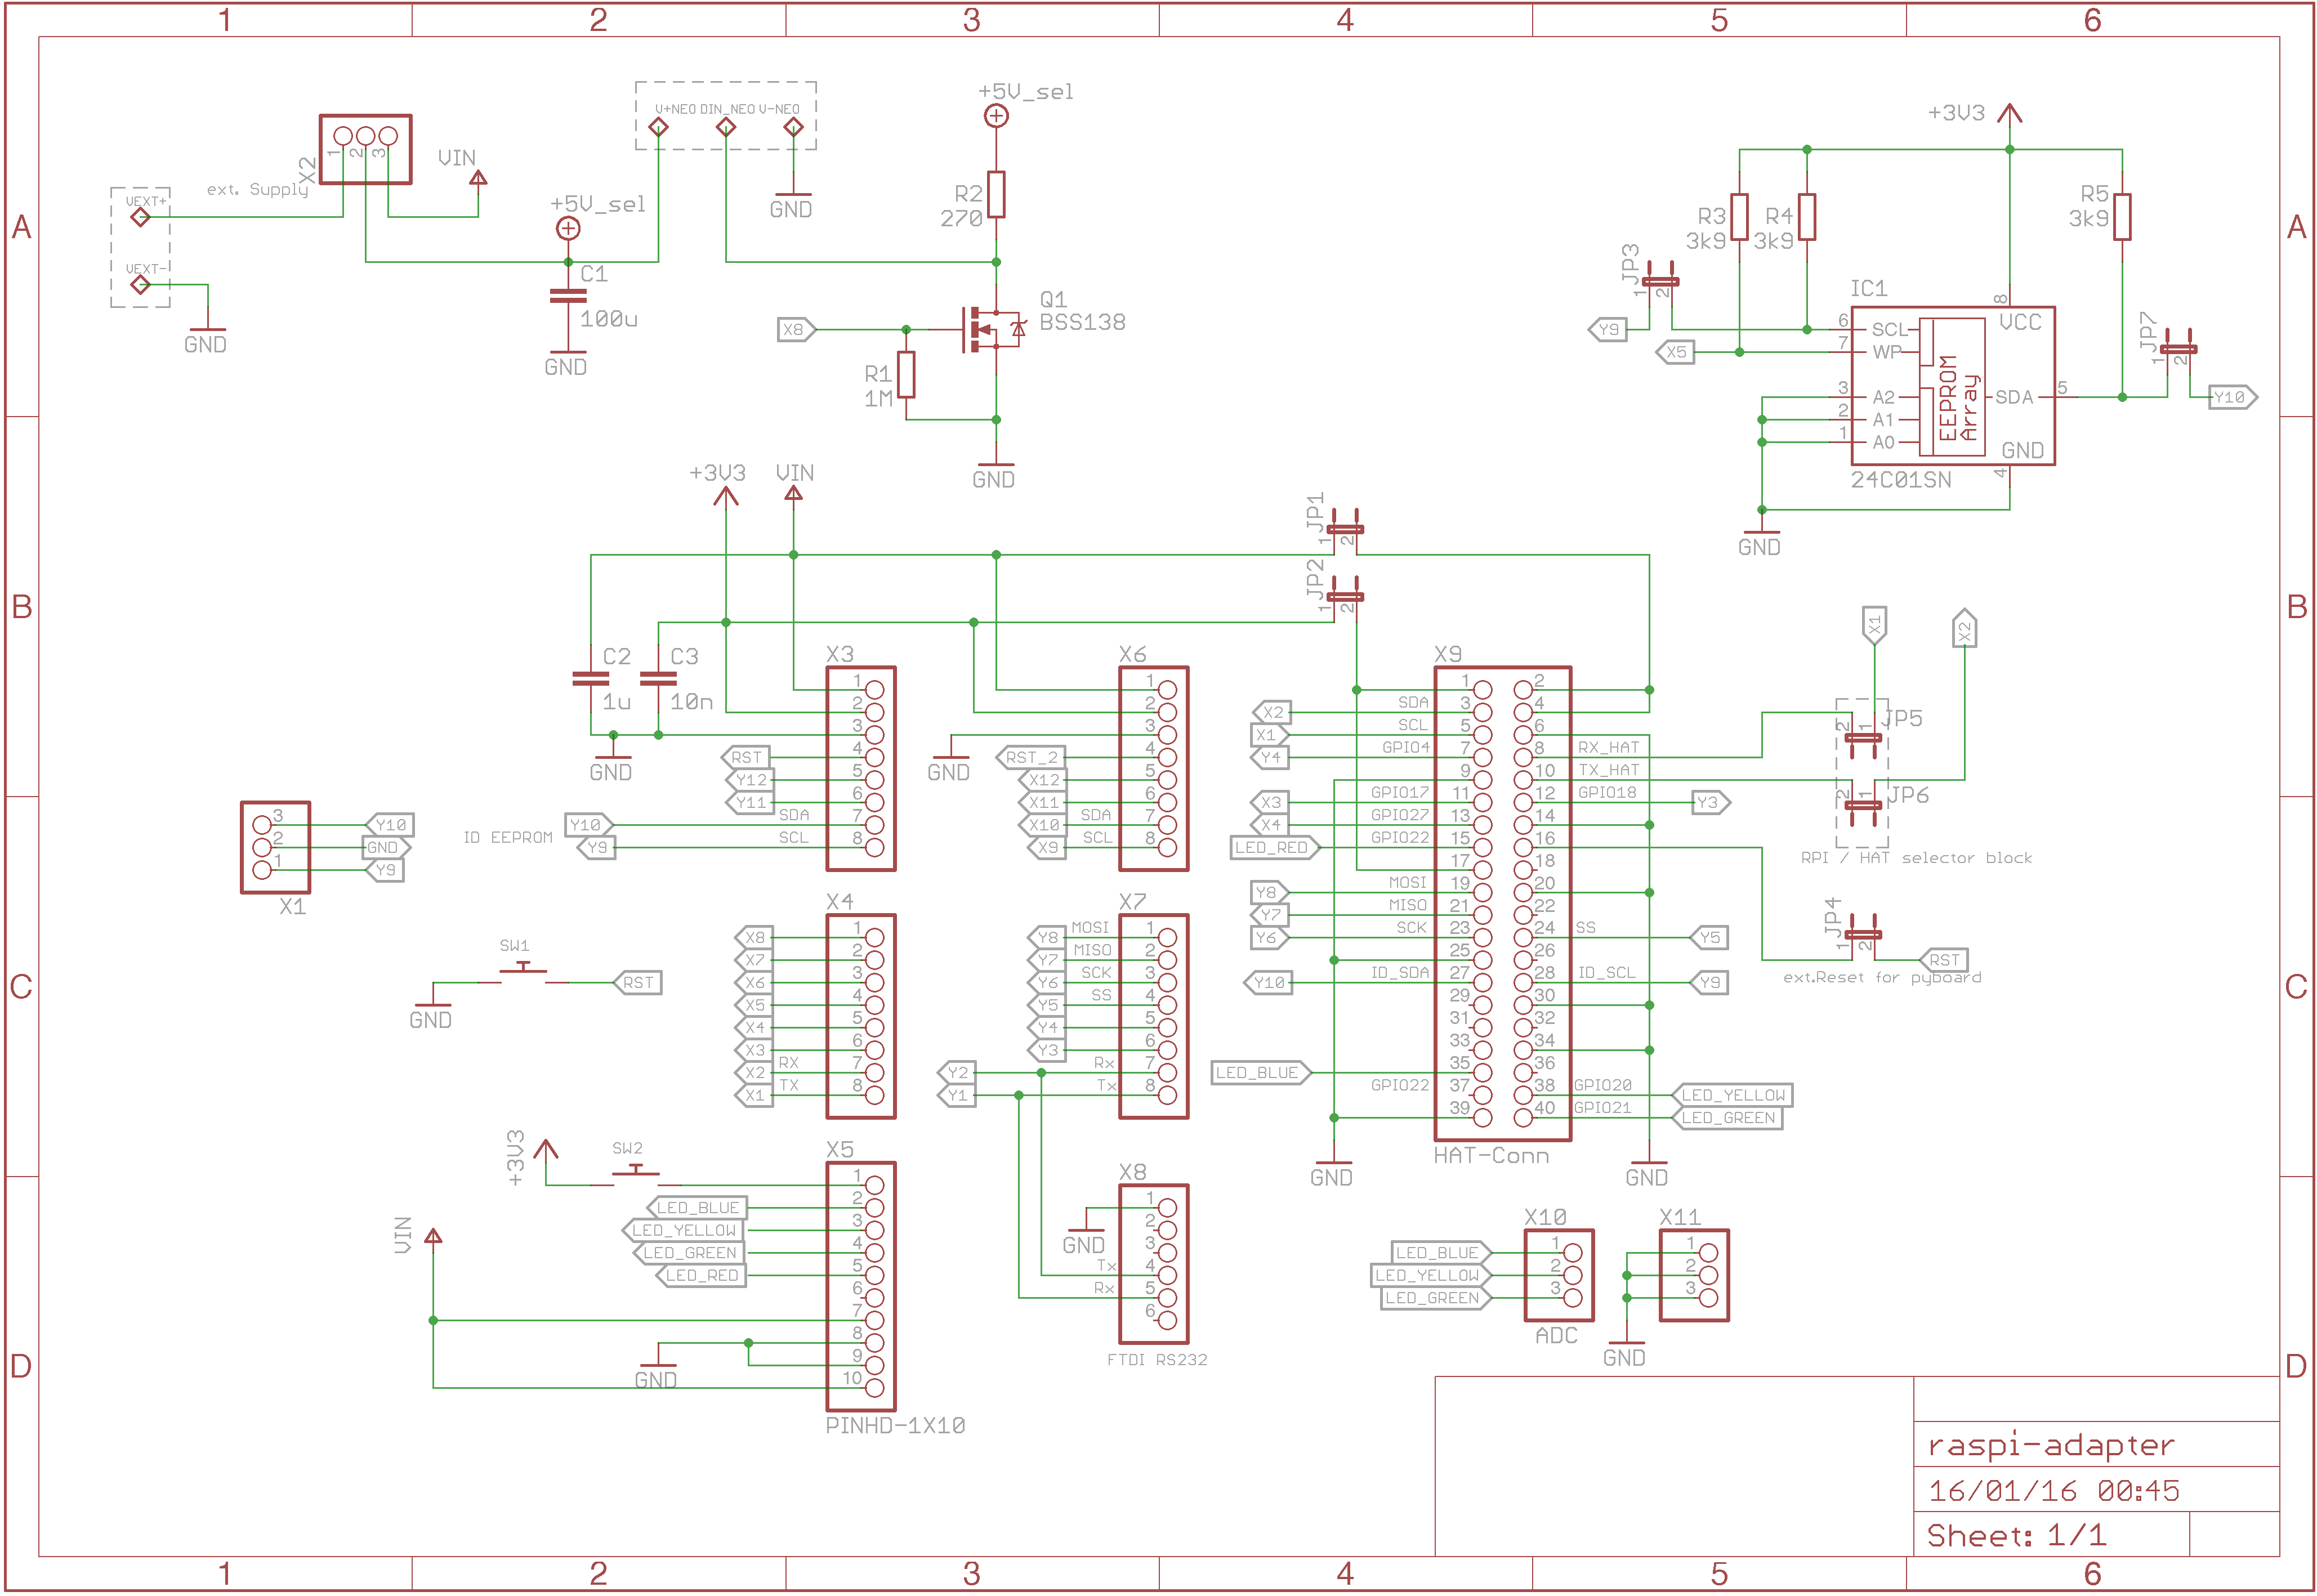 1 2 3 4 5 6
A
VEXT+
VEXT-
GND
ext. Supply
X2
1 2 3
VIN
+5V_sel
C1
100u
GND
V+NEO DIN_NEO V-NEO
GND
+5V_sel
R2
270
X8
Q1
BSS138
R1
1M
GND
+3V3
R3
3k9
R4
3k9
R5
3k9
JP3
1 2
Y9
X5
IC1
6 SCL
7 WP
3 A2
2 A1
1 A0
EEPROM
Array
8
VCC
SDA 5
GND
4
24C01SN
GND
JP7
1 2
Y10
A
B
+3V3 VIN
JP1
1 2
JP2
1 2
C2
1u
C3
10n
GND
X3
1
2
3
RST 4
Y12 5
Y11 6
Y10 SDA 7
Y9 SCL 8
ID EEPROM
X6
1
2
3
GND
RST_2 4
X12 5
X11 6
X10 SDA 7
X9 SCL 8
X9
1 2
X2 SDA 3 4
X1 SCL 5 6
Y4 GPIO4 7 8 RX_HAT
9 10 TX_HAT
X3 GPIO17 11 12 GPIO18 Y3
X4 GPIO27 13 14
LED_RED GPIO22 15 16
17 18
Y8 MOSI 19 20
Y7 MISO 21 22
Y6 SCK 23 24 SS Y5
25 26
Y10 ID_SDA 27 28 ID_SCL Y9
29 30
31 32
33 34
LED_BLUE 35 36
GPIO22 37 38 GPIO20 LED_YELLOW
39 40 GPIO21 LED_GREEN
HAT-Conn
GND
GND
X1
X2
2 1
JP5
2 1
JP6
RPI / HAT selector block
JP4
1 2
RST
ext.Reset for pyboard
B
C
3 Y10
2 GND
1 Y9
X1
SW1
RST
GND
X4
X8 1
X7 2
X6 3
X5 4
X4 5
X3 6
X2 RX 7
X1 TX 8
X7
Y8 MOSI 1
Y7 MISO 2
Y6 SCK 3
Y5 SS 4
Y4 5
Y3 6
Y2 Rx 7
Y1 Tx 8
C
D
+3V3
SW2
VIN
X5
1
LED_BLUE 2
LED_YELLOW 3
LED_GREEN 4
LED_RED 5
6
7
8
9
10
GND
PINHD-1X10
X8
1
GND
2
3
Tx 4
Rx 5
6
FTDI RS232
X10
LED_BLUE 1
LED_YELLOW 2
LED_GREEN 3
ADC
X11
1
2
3
GND
D
raspi-adapter
16/01/16 00:45
Sheet: 1/1
1 2 3 4 5 6